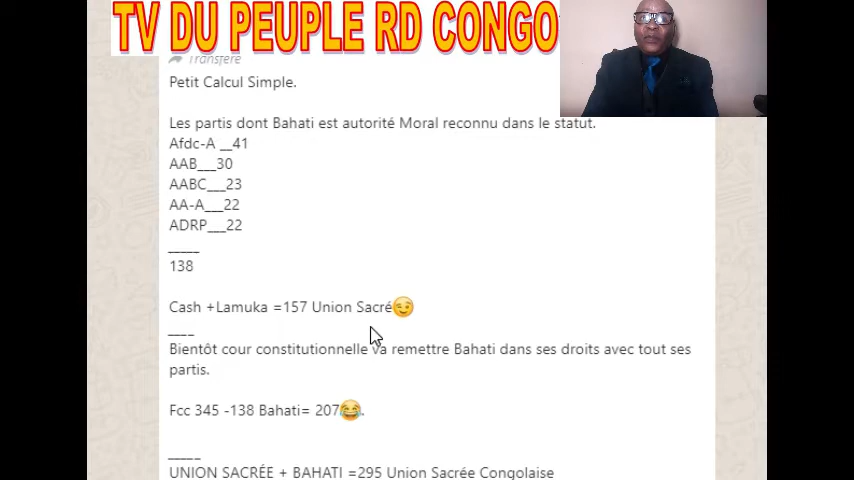 TV DU PEUPLE RD CONGO
Transféré
Petit Calcul Simple.
Les partis dont Bahati est autorité Moral reconnu dans le statut.
Afdc-A __41
AAB___30
AABC___23
AA-A___22
ADRP___22
_____
138
Cash +Lamuka =157 Union Sacré😉
____
Bientôt cour constitutionnelle va remettre Bahati dans ses droits avec tout ses
partis.
Fcc 345 -138 Bahati= 207😂.
_____
UNION SACRÉE + BAHATI =295 Union Sacrée Congolaise